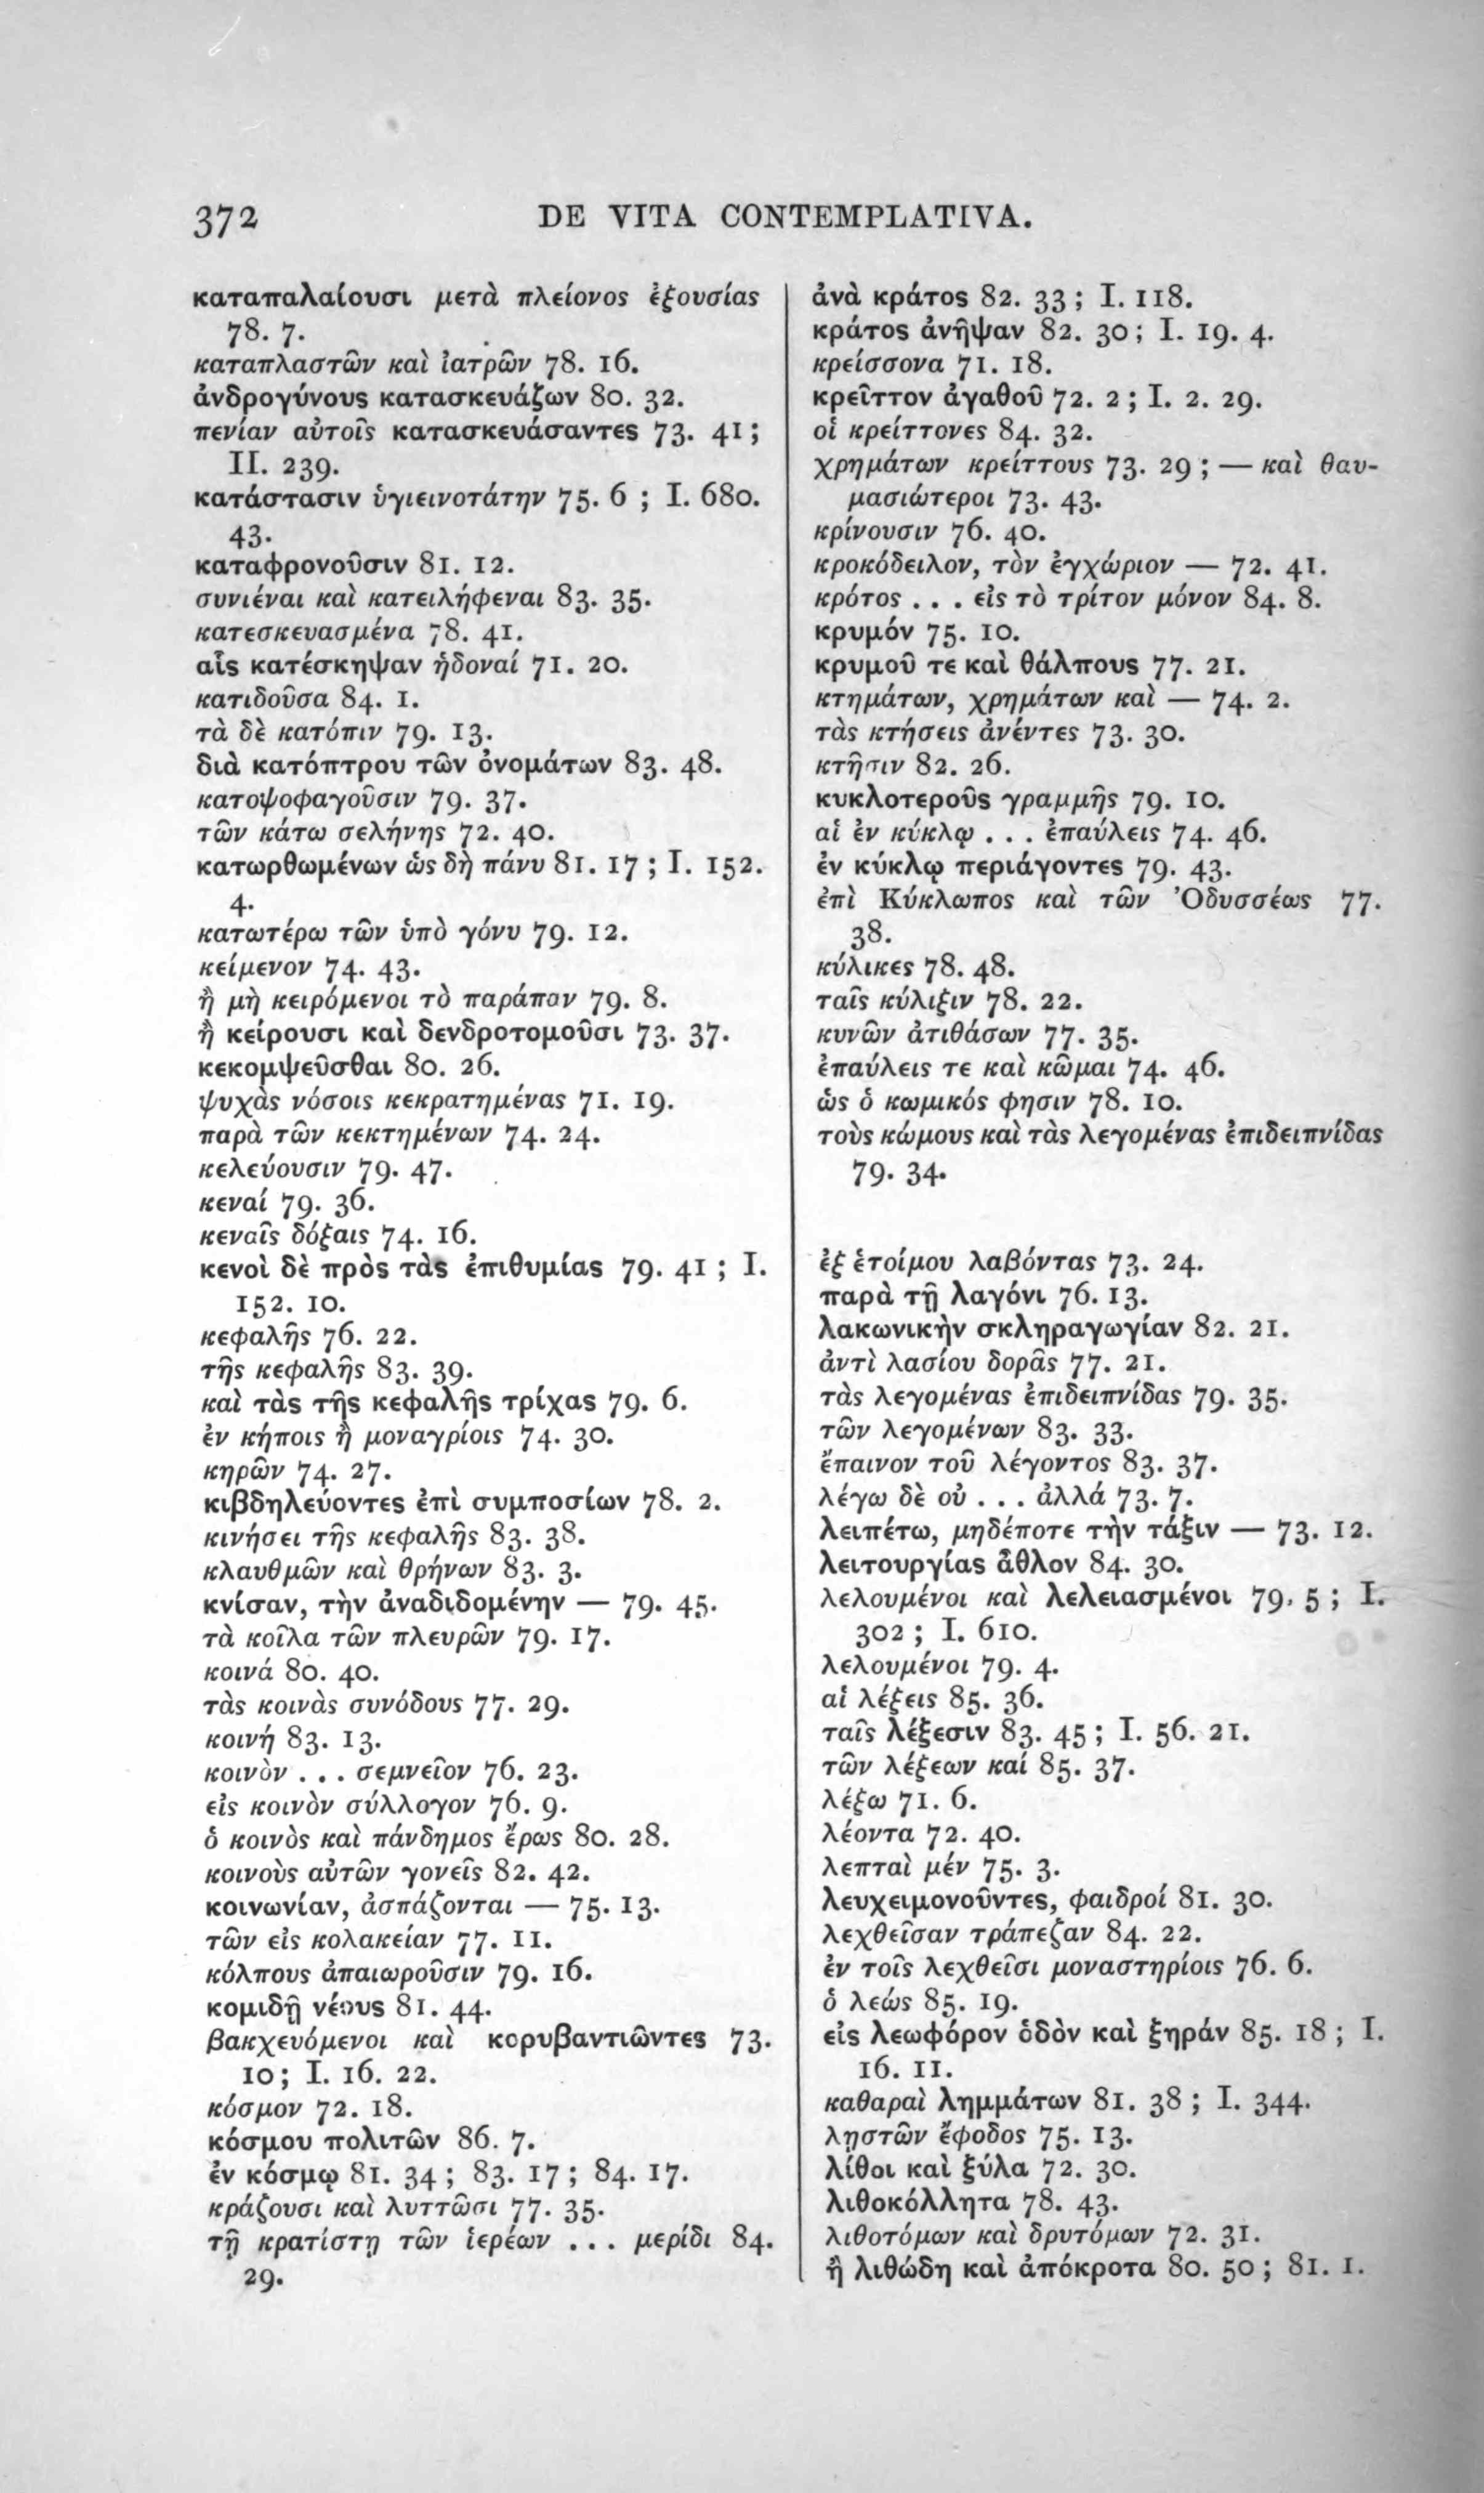 372
DE VITA CONTEMPLATIVA.
καταπαλαίουσι μετὰ πλείονος ἐξουσίας
78. 7.
καταπλαστῶν καὶ ἰατρῶν 78. 16.
ἀνδρογύνους κατασκευάζων 80. 32.
πενίαν αὐτοῖς κατασκευάσαντες 73. 41 ;
II. 239.
κατάστασιν ὑγιεινοτάτην 75. 6 ; I. 680.
43.
καταφρονοῦσιν 81. 12.
συνιέναι καὶ κατειλήφεναι 83. 35.
κατεσκευασμένα 78. 41.
αἷς κατέσκηψαν ἡδοναί 71. 20.
κατιδοῦσα 84. 1.
τὰ δὲ κατόπιν 79. 13.
διὰ κατόπτρου τῶν ὀνομάτων 83. 48.
κατοψοφαγοῦσιν 79. 37.
τῶν κάτω σελήνης 72. 40.
κατωρθωμένων ὡς δὴ πάνυ 81. 17 ; I. 152.
4.
κατωτέρω τῶν ὑπὸ γόνυ 79. 12.
κείμενον 74. 43.
ἢ μὴ κειρόμενοι τὸ παράπαν 79. 8.
ἢ κείρουσι καὶ δενδροτομοῦσι 73. 37.
κεκομψεῦσθαι 80. 26.
ψυχὰς νόσοις κεκρατημένας 71. 19.
παρὰ τῶν κεκτημένων 74. 24.
κελεύουσιν 79. 47.
κεναί 79. 36.
κεναῖς δόξαις 74. 16.
κενοὶ δὲ πρὸς τὰς ἐπιθυμίας 79. 41 ; I.
152. 10.
κεφαλῆς 76. 22.
τῆς κεφαλῆς 83. 39.
καὶ τὰς τῆς κεφαλῆς τρίχας 79. 6.
ἐν κήποις ἢ μοναγρίοις 74. 30.
κηρῶν 74. 27.
κιβδηλεύοντες ἐπὶ συμποσίων 78. 2.
κινήσει τῆς κεφαλῆς 83. 38.
κλαυθμῶν καὶ θρήνων 83. 3.
κνίσαν, τὴν ἀναδιδομένην — 79. 45.
τὰ κοῖλα τῶν πλευρῶν 79. 17.
κοινά 80. 40.
τὰς κοινὰς συνόδους 77. 29.
κοινή 83. 13.
κοινὸν . . . σεμνεῖον 76. 23.
εἰς κοινὸν σύλλογον 76. 9.
ὁ κοινὸς καὶ πάνδημος ἔρως 80. 28.
κοινοὺς αὐτῶν γονεῖς 82. 42.
κοινωνίαν, ἀσπάζονται — 75. 13.
τῶν εἰς κολακείαν 77. 11.
κόλπους ἀπαιωροῦσιν 79. 16.
κομιδῇ νέους 81. 44.
βακχευόμενοι καὶ κορυβαντιῶντες 73.
10 ; I. 16. 22.
κόσμον 72. 18.
κόσμου πολιτῶν 86. 7.
ἐν κόσμῳ 81. 34 ; 83. 17 ; 84. 17.
κράζουσι καὶ λυττῶσι 77. 35.
τῇ κρατίστῃ τῶν ἱερέων . . . μερίδι 84.
29.
ἀνὰ κράτος 82. 33 ; I. 118.
κράτος ἀνῆψαν 82. 30 ; I. 19. 4.
κρείσσονα 71. 18.
κρεῖττον ἀγαθοῦ 72. 2 ; I. 2. 29.
οἱ κρείττονες 84. 32.
χρημάτων κρείττους 73. 29 ; — καὶ θαυ-
μασιώτεροι 73. 43.
κρίνουσιν 76. 40.
κροκόδειλον, τὸν ἐγχώριον — 72. 41.
κρότος . . . εἰς τὸ τρίτον μόνον 84. 8.
κρυμόν 75. 10.
κρυμοῦ τε καὶ θάλπους 77. 21.
κτημάτων, χρημάτων καὶ — 74. 2.
τὰς κτήσεις ἀνέντες 73. 30.
κτῆσιν 82. 26.
κυκλοτεροῦς γραμμῆς 79. 10.
αἱ ἐν κύκλῳ . . . ἐπαύλεις 74. 46.
ἐν κύκλῳ περιάγοντες 79. 43.
ἐπὶ Κύκλωπος καὶ τῶν Ὀδυσσέως 77.
38.
κύλικες 78. 48.
ταῖς κύλιξιν 78. 22.
κυνῶν ἀτιθάσων 77. 35.
ἐπαύλεις τε καὶ κῶμαι 74. 46.
ὡς ὁ κωμικός φησιν 78. 10.
τοὺς κώμους καὶ τὰς λεγομένας ἐπιδειπνίδας
79. 34.
ἐξ ἑτοίμου λαβόντας 73. 24.
παρὰ τῇ λαγόνι 76. 13.
λακωνικὴν σκληραγωγίαν 82. 21.
ἀντὶ λασίου δορᾶς 77. 21.
τὰς λεγομένας ἐπιδειπνίδας 79. 35.
τῶν λεγομένων 83. 33.
ἔπαινον τοῦ λέγοντος 83. 37.
λέγω δὲ οὐ . . . ἀλλά 73. 7.
λειπέτω, μηδέποτε τὴν τάξιν — 73. 12.
λειτουργίας ἆθλον 84. 30.
λελουμένοι καὶ λελειασμένοι 79. 5 ; I.
302 ; I. 610.
λελουμένοι 79. 4.
αἱ λέξεις 85. 36.
ταῖς λέξεσιν 83. 45 ; I. 56. 21.
τῶν λέξεων καί 85. 37.
λέξω 71. 6.
λέοντα 72. 40.
λεπταὶ μέν 75. 3.
λευχειμονοῦντες, φαιδροί 81. 30.
λεχθεῖσαν τράπεζαν 84. 22.
ἐν τοῖς λεχθεῖσι μοναστηρίοις 76. 6.
ὁ λεώς 85. 19.
εἰς λεωφόρον ὁδὸν καὶ ξηράν 85. 18 ; I.
16. 11.
καθαραὶ λημμάτων 81. 38 ; I. 344.
λῃστῶν ἔφοδος 75. 13.
λίθοι καὶ ξύλα 72. 30.
λιθοκόλλητα 78. 43.
λιθοτόμων καὶ δρυτόμων 72. 31.
ἢ λιθώδη καὶ ἀπόκροτα 80. 50 ; 81. 1.